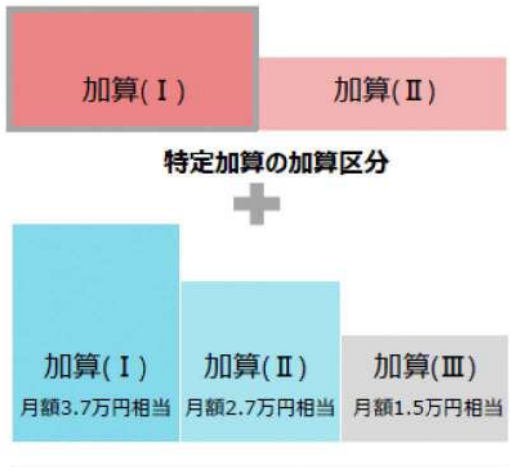 加算(Ⅰ) 加算(Ⅱ)
特定加算の加算区分
加算(Ⅰ) 加算(Ⅱ) 加算(Ⅲ)
月額3.7万円相当 月額2.7万円相当 月額1.5万円相当